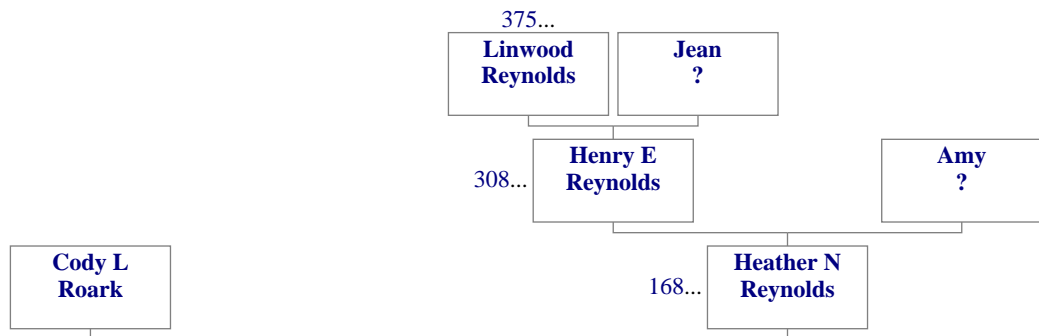 375...
Linwood
Reynolds
Jean
?
308...
Henry E
Reynolds
Amy
?
Cody L
Roark
168...
Heather N
Reynolds